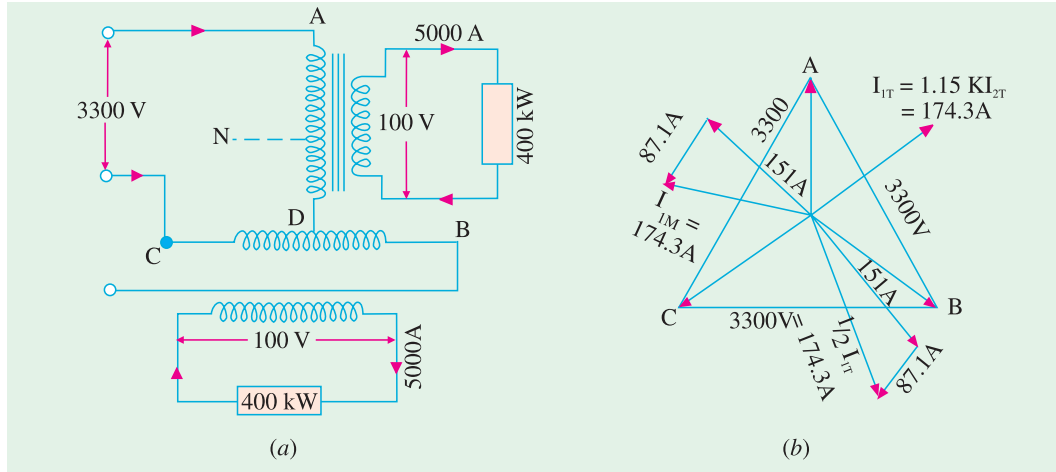 A
5000 A
3300 V
100 V
400 kW
N
D
B
C
100 V
5000A
400 kW
(a)
A
I1T = 1.15 KI2T
= 174.3A
3300
87.1A
151A
3300V
I1M =
174.3A
151A
C
3300V
B
1/2 I1T
= 174.3A
87.1A
(b)